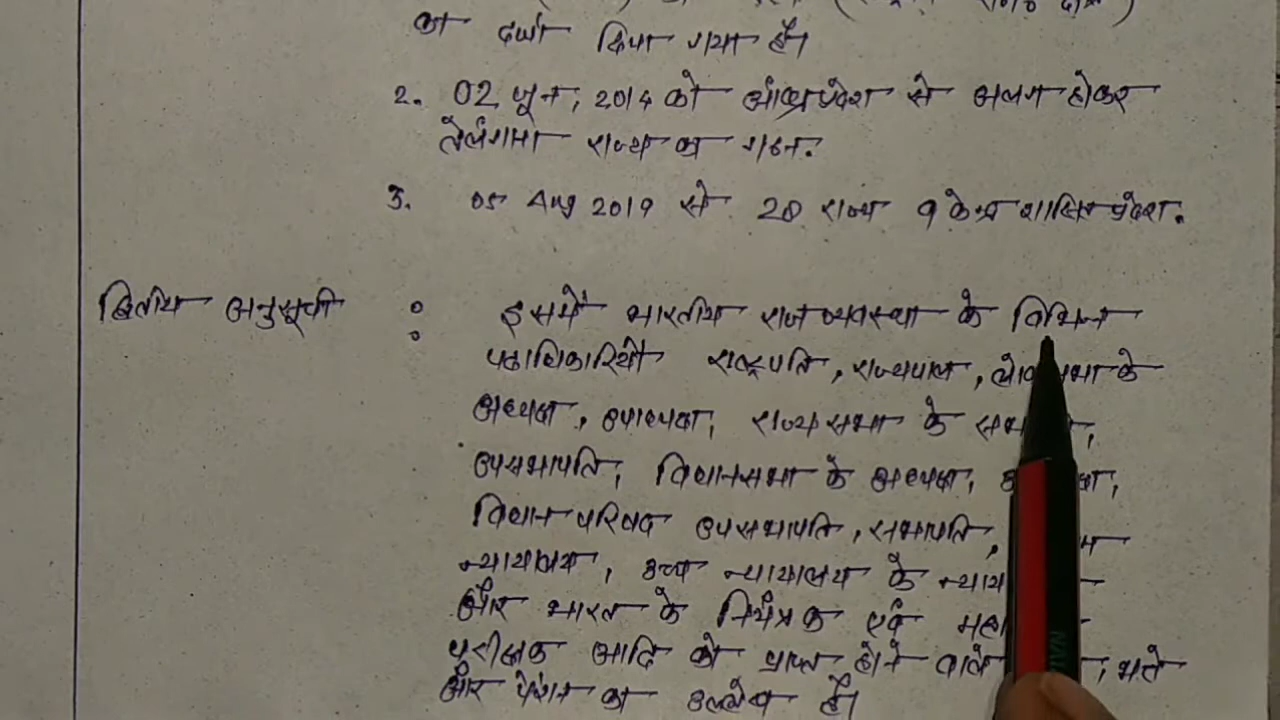 का दर्जा दिया गया है।
2. 02 जून, 2014 को आंध्रप्रदेश से अलग होकर
तेलंगाना राज्य का गठन.
3. 05 Aug 2019 से 28 राज्य 9 केन्द्र शासित प्रदेश.
द्वितीय अनुसूची : इसमें भारतीय राजव्यवस्था के विभिन्न
पदाधिकारियों राष्ट्रपति, राज्यपाल, के
अध्यक्ष, उपाध्यक्ष, राज्यसभा के
उपसभापति, विधानसभा के अध्यक्ष,
विधान परिषद उपसभापति, सभापति,
न्यायालय, उच्च न्यायालय के
और भारत के नियंत्रक एवं
परीक्षक आदि को प्राप्त होने वाले , भत्ते
और पेंशन का उल्लेख है।